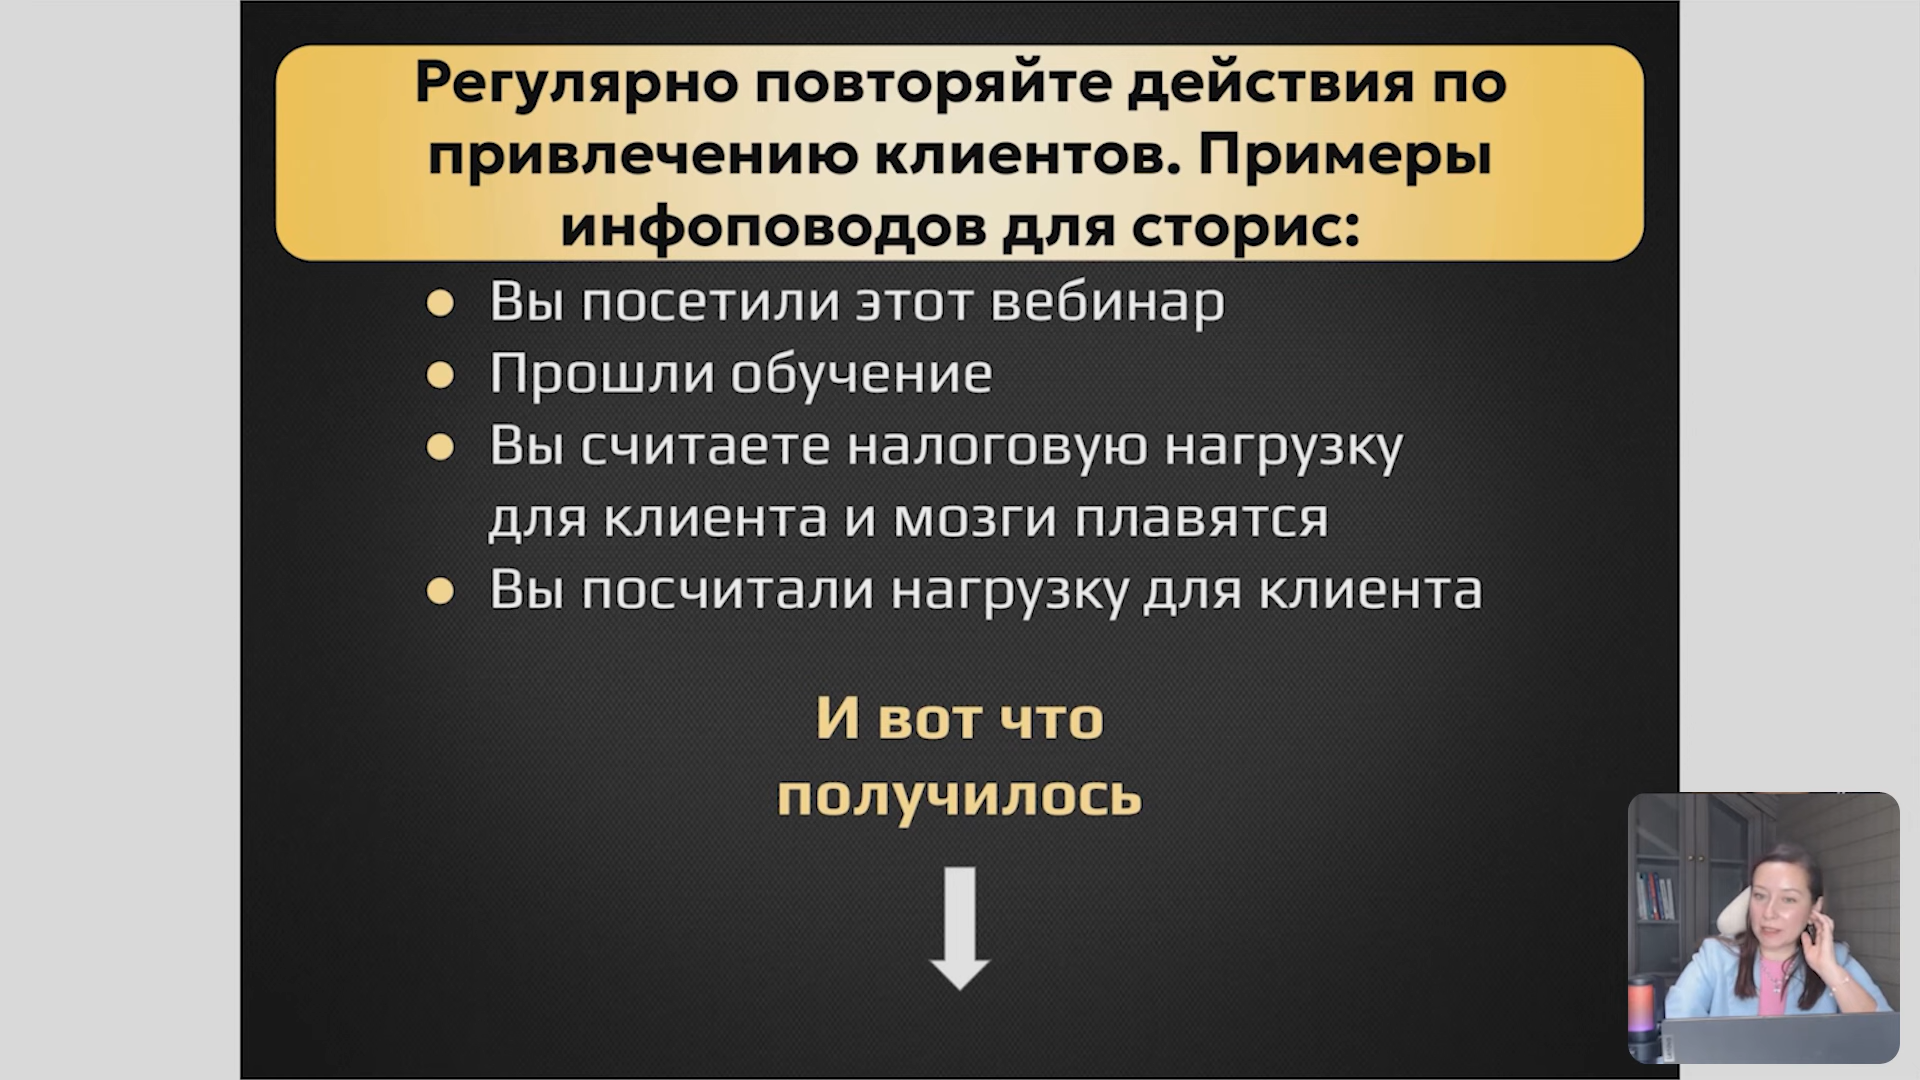 Регулярно повторяйте действия по
привлечению клиентов. Примеры
инфоповодов для сторис:
● Вы посетили этот вебинар
● Прошли обучение
● Вы считаете налоговую нагрузку
для клиента и мозги плавятся
● Вы посчитали нагрузку для клиента
И вот что
получилось